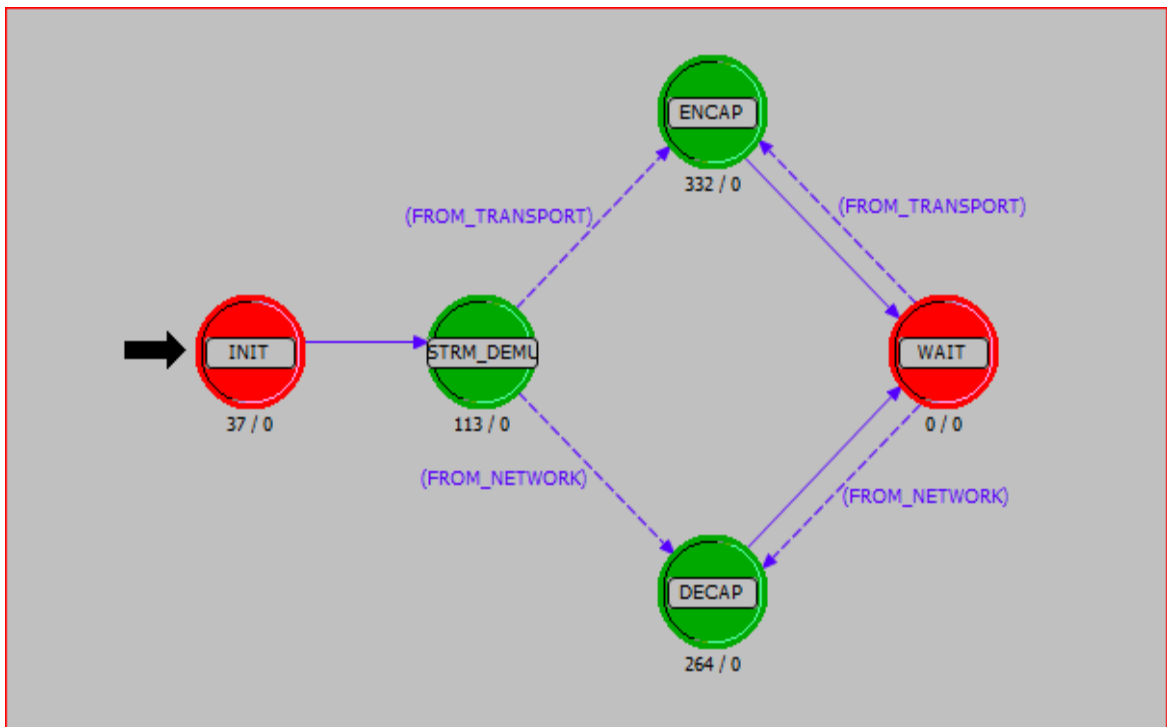 ENCAP
332 / 0
(FROM_TRANSPORT)
(FROM_TRANSPORT)
INIT
37 / 0
STRM_DEMU
113 / 0
WAIT
0 / 0
(FROM_NETWORK)
(FROM_NETWORK)
DECAP
264 / 0